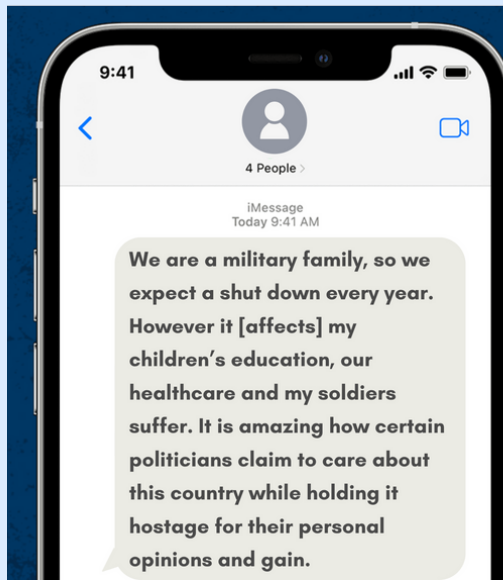 9:41
4 People >
iMessage
Today 9:41 AM
We are a military family, so we
expect a shut down every year.
However it [affects] my
children’s education, our
healthcare and my soldiers
suffer. It is amazing how certain
politicians claim to care about
this country while holding it
hostage for their personal
opinions and gain.